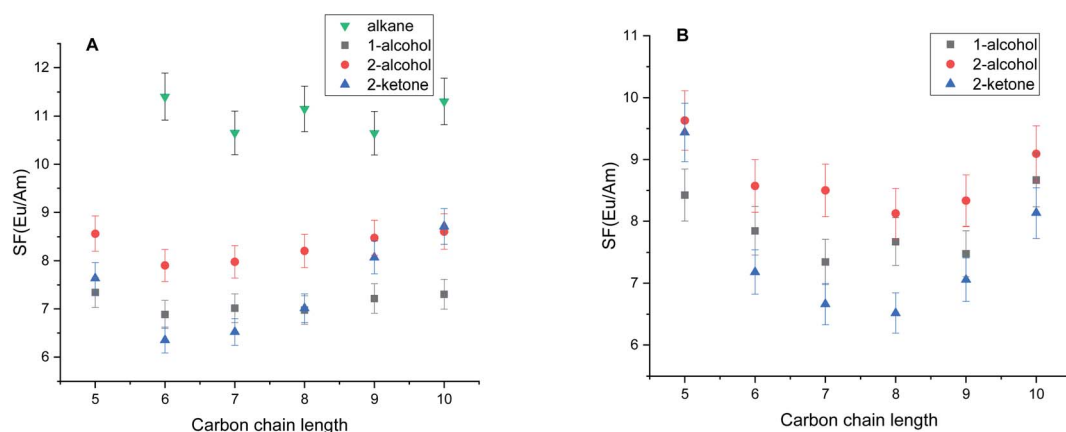 A
alkane
1-alcohol
2-alcohol
2-ketone
12
11
10
9
8
7
6
SF(Eu/Am)
5 6 7 8 9 10
Carbon chain length
B
1-alcohol
2-alcohol
2-ketone
11
10
9
8
7
6
SF(Eu/Am)
5 6 7 8 9 10
Carbon chain length